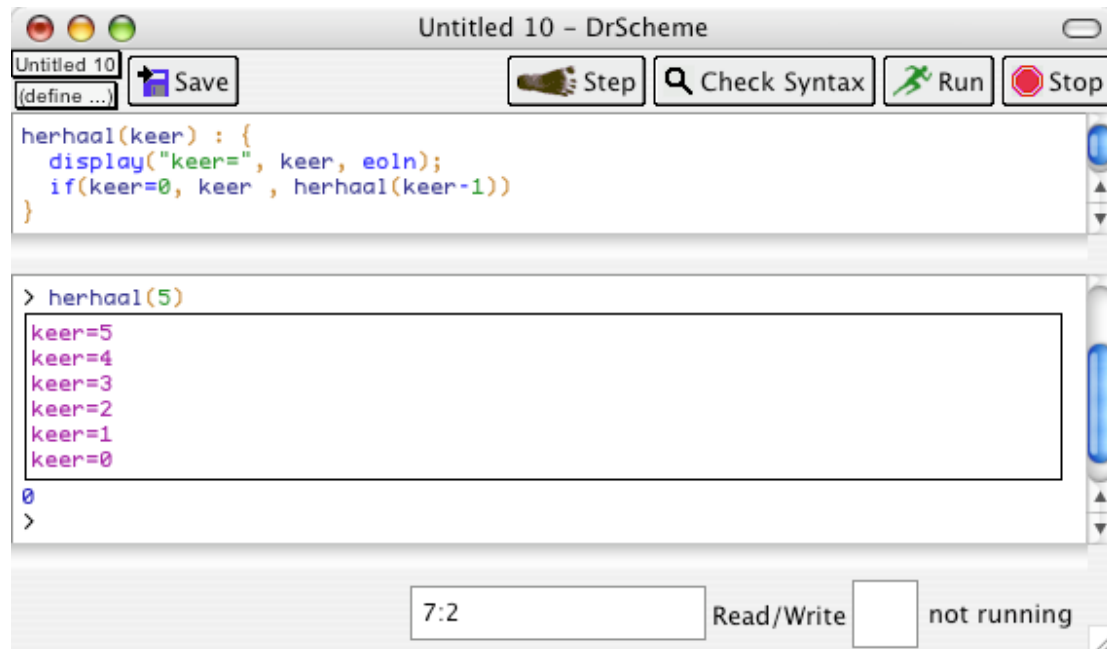 Untitled 10 - DrScheme
Untitled 10
(define ...)
Save
Step
Check Syntax
Run
Stop
herhaal(keer) : {
  display("keer=", keer, eoln);
  if(keer=0, keer , herhaal(keer-1))
}
> herhaal(5)
keer=5
keer=4
keer=3
keer=2
keer=1
keer=0
0
>
7:2
Read/Write
not running